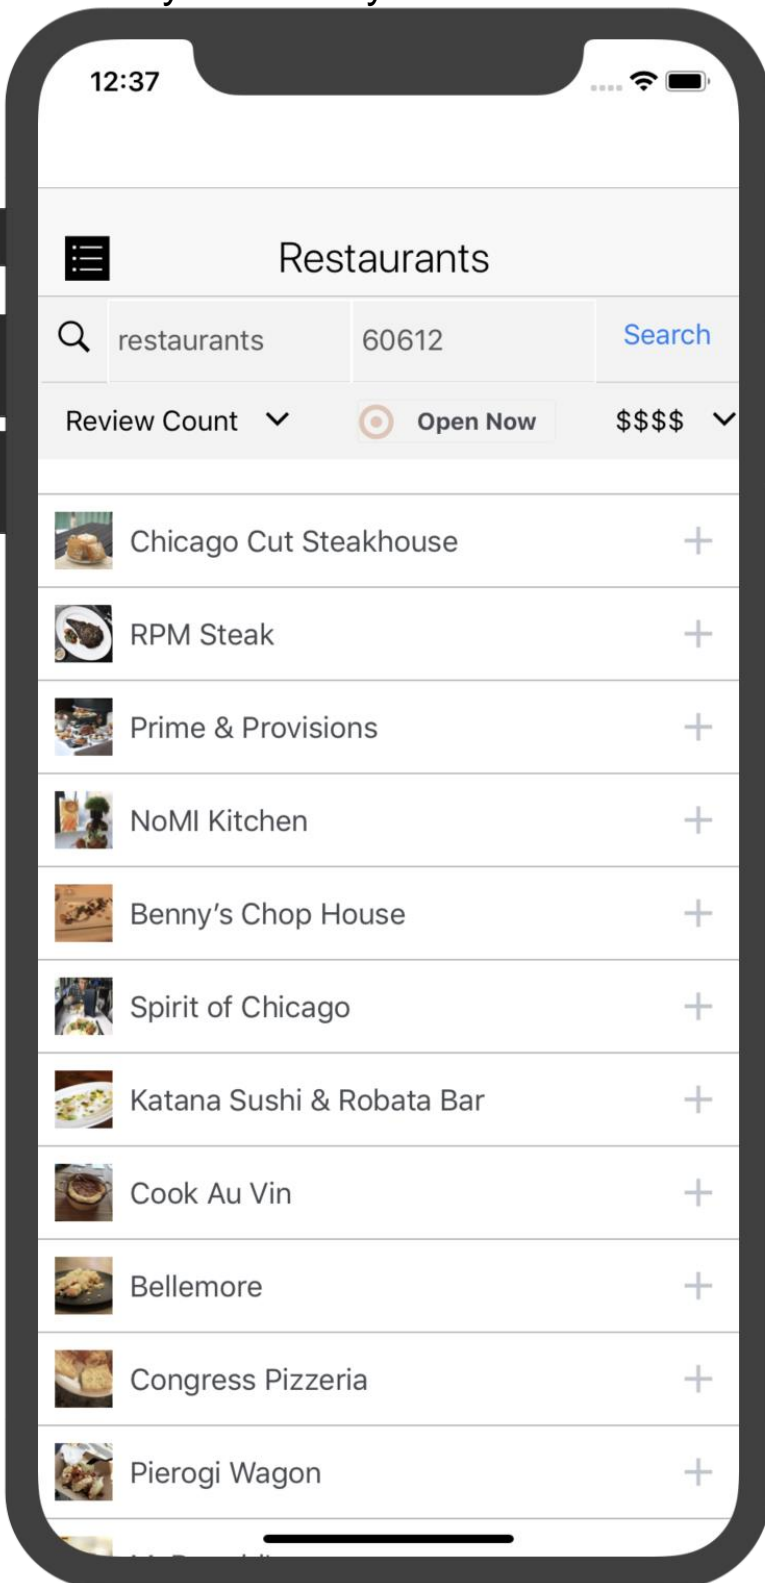 12:37
Restaurants
restaurants 60612 Search
Review Count Open Now $$$$
Chicago Cut Steakhouse
RPM Steak
Prime & Provisions
NoMI Kitchen
Benny's Chop House
Spirit of Chicago
Katana Sushi & Robata Bar
Cook Au Vin
Bellemore
Congress Pizzeria
Pierogi Wagon